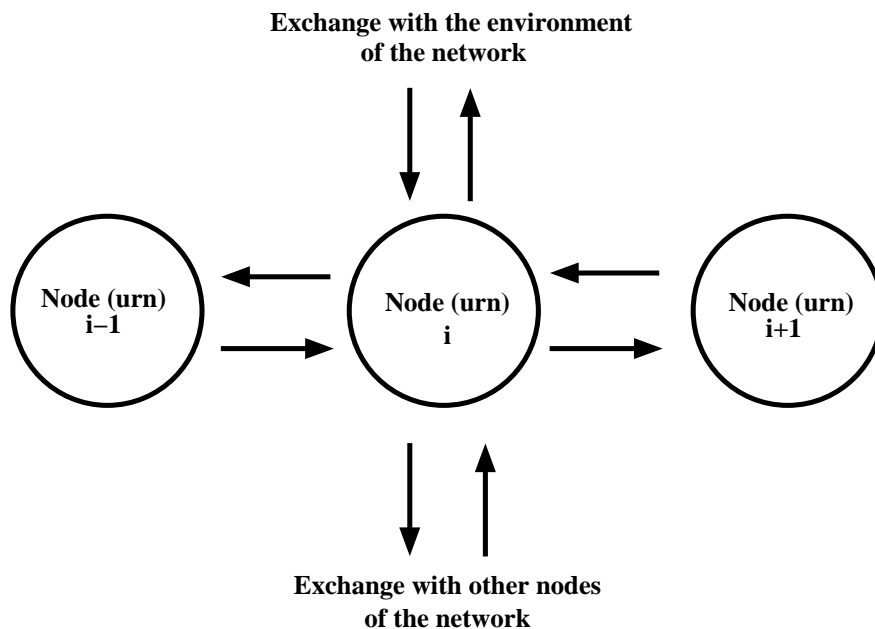 Exchange with the environment
of the network
Node (urn)
i–1
Node (urn)
i
Node (urn)
i+1
Exchange with other nodes
of the network